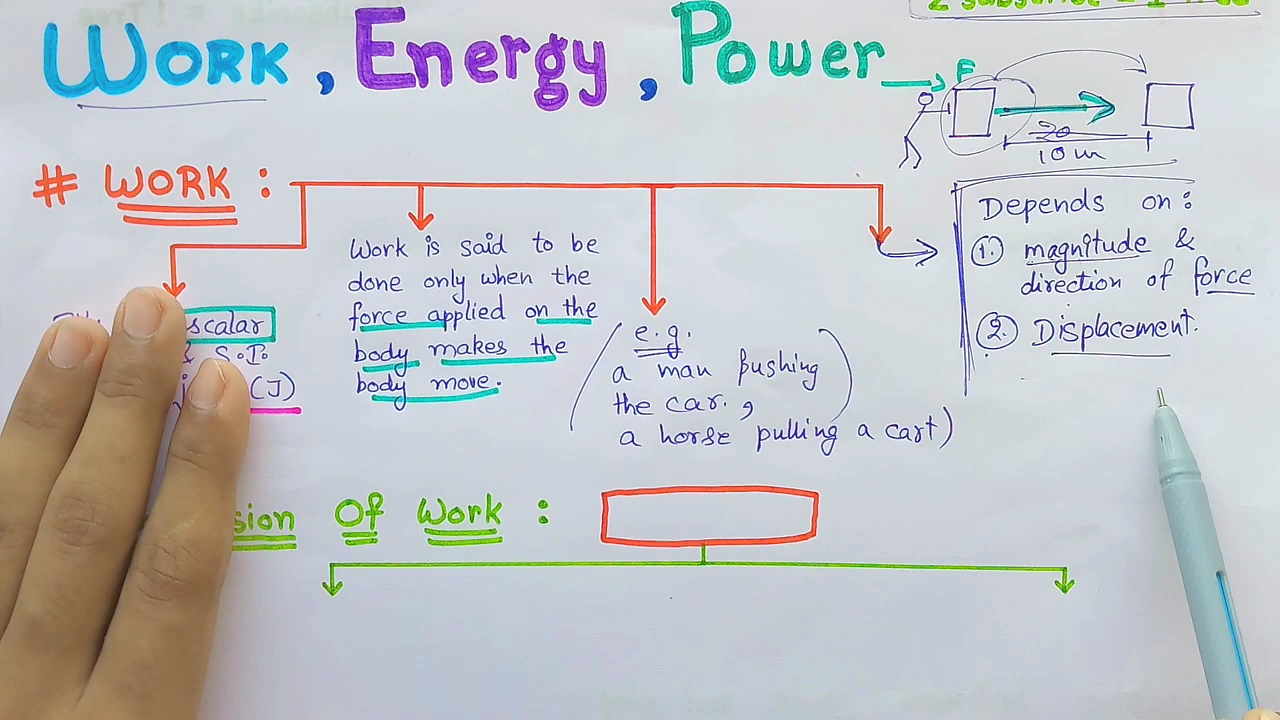 WORK, Energy, Power
F
20
10 m
# WORK :
scalar
& S.I.
(J)
Work is said to be
done only when the
force applied on the
body makes the
body move.
(e.g.
a man pushing
the car. ,)
a horse pulling a cart)
Depends on:
1. magnitude &
direction of force
2. Displacement.
Of Work :